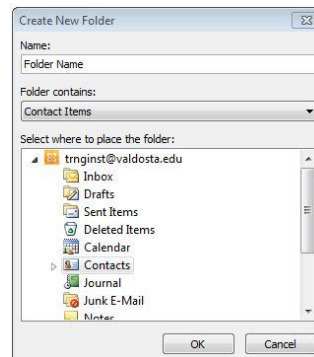 Create New Folder
Name:
Folder Name
Folder contains:
Contact Items
Select where to place the folder:
trnginst@valdosta.edu
Inbox
Drafts
Sent Items
Deleted Items
Calendar
Contacts
Journal
Junk E-Mail
Notes
OK Cancel